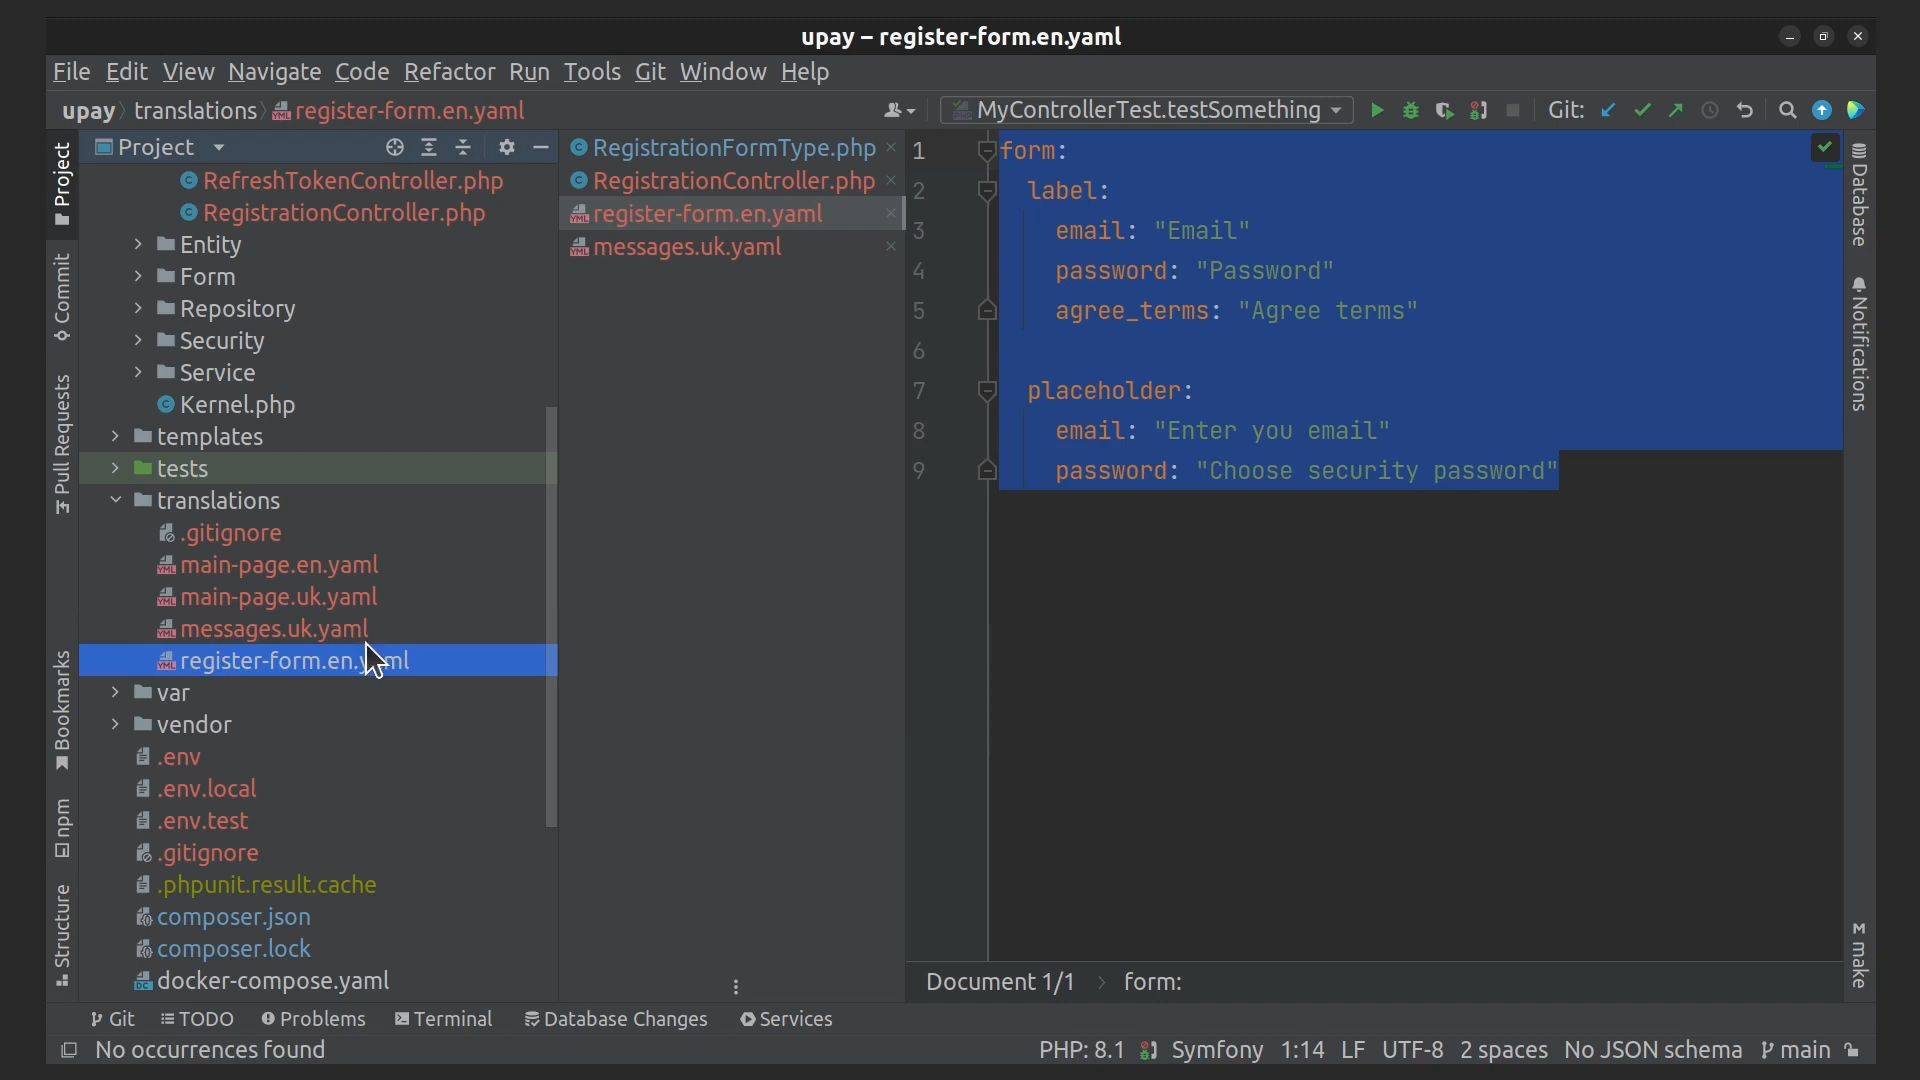 upay – register-form.en.yaml
File Edit View Navigate Code Refactor Run Tools Git Window Help
upay translations register-form.en.yaml
MyControllerTest.testSomething Git:
Project
Commit
Pull Requests
Bookmarks
npm
Structure
Project
RefreshTokenController.php
RegistrationController.php
Entity
Form
Repository
Security
Service
Kernel.php
templates
tests
translations
.gitignore
main-page.en.yaml
main-page.uk.yaml
messages.uk.yaml
register-form.en.yaml
var
vendor
.env
.env.local
.env.test
.gitignore
.phpunit.result.cache
composer.json
composer.lock
docker-compose.yaml
RegistrationFormType.php
RegistrationController.php
register-form.en.yaml
messages.uk.yaml
1 form:
2 label:
3 email: "Email"
4 password: "Password"
5 agree_terms: "Agree terms"
6
7 placeholder:
8 email: "Enter you email"
9 password: "Choose security password"
Document 1/1 form:
Database
Notifications
make
Git TODO Problems Terminal Database Changes Services
No occurrences found PHP: 8.1 Symfony 1:14 LF UTF-8 2 spaces No JSON schema main